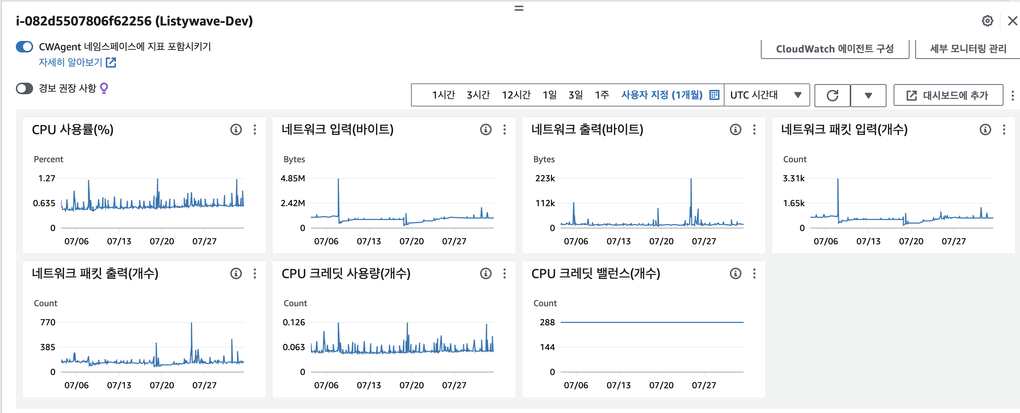 i-082d5507806f62256 (Listywave-Dev)
CWAgent 네임스페이스에 지표 포함시키기
자세히 알아보기
CloudWatch 에이전트 구성
세부 모니터링 관리
경보 권장 사항
1시간 3시간 12시간 1일 3일 1주 사용자 지정 (1개월) UTC 시간대 대시보드에 추가
CPU 사용률(%)
Percent
1.27
0.635
0
07/06 07/13 07/20 07/27
네트워크 입력(바이트)
Bytes
4.85M
2.42M
0
07/06 07/13 07/20 07/27
네트워크 출력(바이트)
Bytes
223k
112k
0
07/06 07/13 07/20 07/27
네트워크 패킷 입력(개수)
Count
3.31k
1.65k
0
07/06 07/13 07/20 07/27
네트워크 패킷 출력(개수)
Count
770
385
0
07/06 07/13 07/20 07/27
CPU 크레딧 사용량(개수)
Count
0.126
0.063
0
07/06 07/13 07/20 07/27
CPU 크레딧 밸런스(개수)
Count
288
144
0
07/06 07/13 07/20 07/27